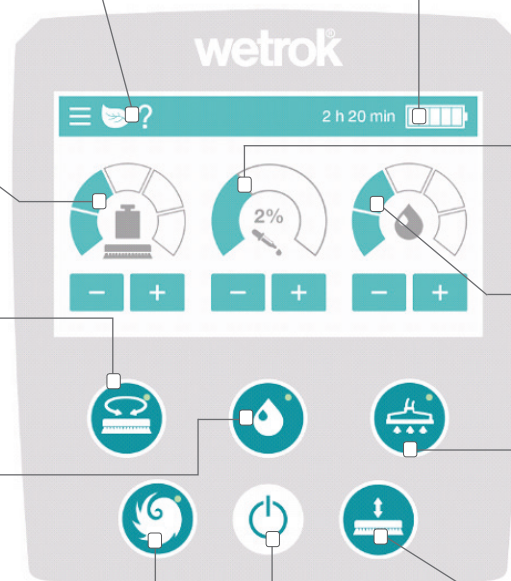 wetrok®
?
2 h 20 min
2%
− + − + − +